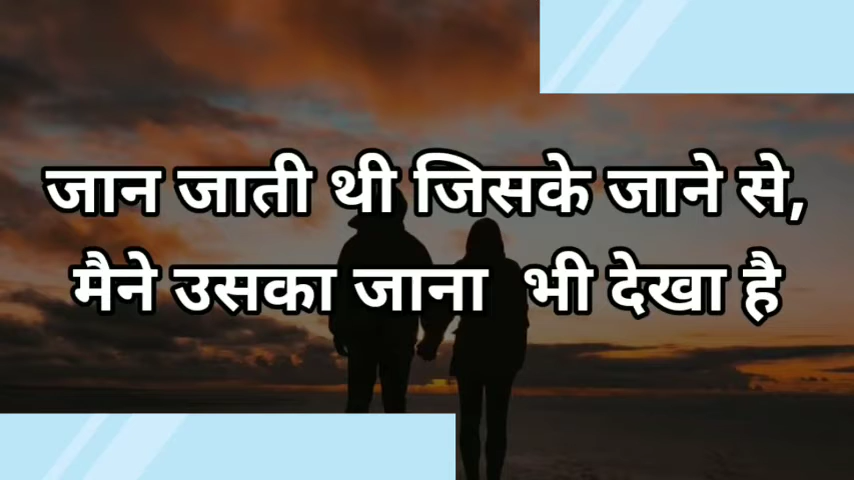 जान जाती थी जिसके जाने से,
मैने उसका जाना भी देखा है